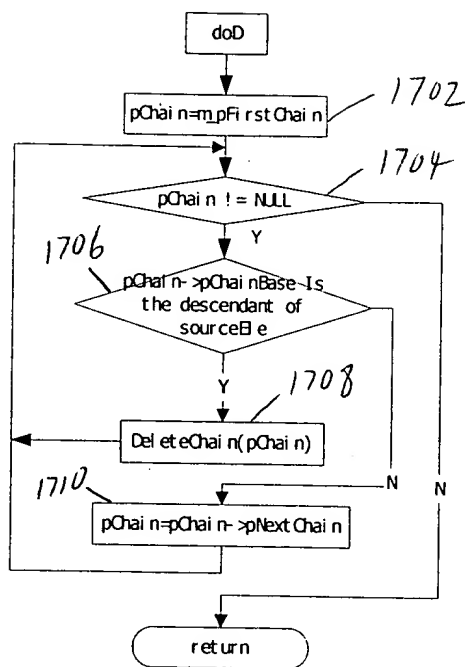 doD
pChain=m_pFirstChain
1702
pChain != NULL
1704
Y
1706
pChain->pChainBase Is
the descendant of
sourceEle
Y
1708
DeleteChain(pChain)
N
N
1710
pChain=pChain->pNextChain
return